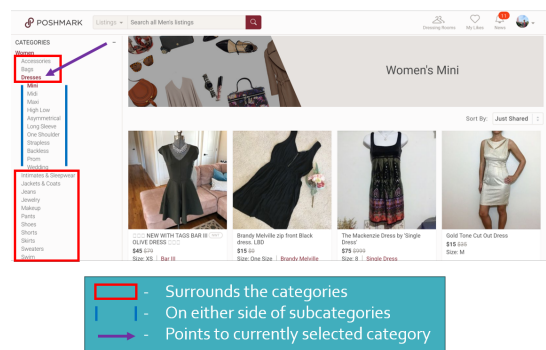 POSHMARK
Listings
Search all Men's listings
Dressing Rooms
My Likes
11
News
CATEGORIES
Women
Accessories
Bags
Dresses
Mini
Midi
Maxi
High Low
Asymmetrical
Long Sleeve
One Shoulder
Strapless
Backless
Prom
Wedding
Intimates & Sleepwear
Jackets & Coats
Jeans
Jewelry
Makeup
Pants
Shoes
Shorts
Skirts
Sweaters
Swim
Women's Mini
Sort By: Just Shared
NEW WITH TAGS BAR III
OLIVE DRESS
$45 $79
Size: XS | Bar III
Brandy Melville zip front Black
dress. LBD
$15
Size: One Size | Brandy Melville
The Mackenzie Dress by 'Single
Dress'
$75 $999
Size: 8 | Single Dress
Gold Tone Cut Out Dress
$15 $35
Size: M
- Surrounds the categories
- On either side of subcategories
- Points to currently selected category